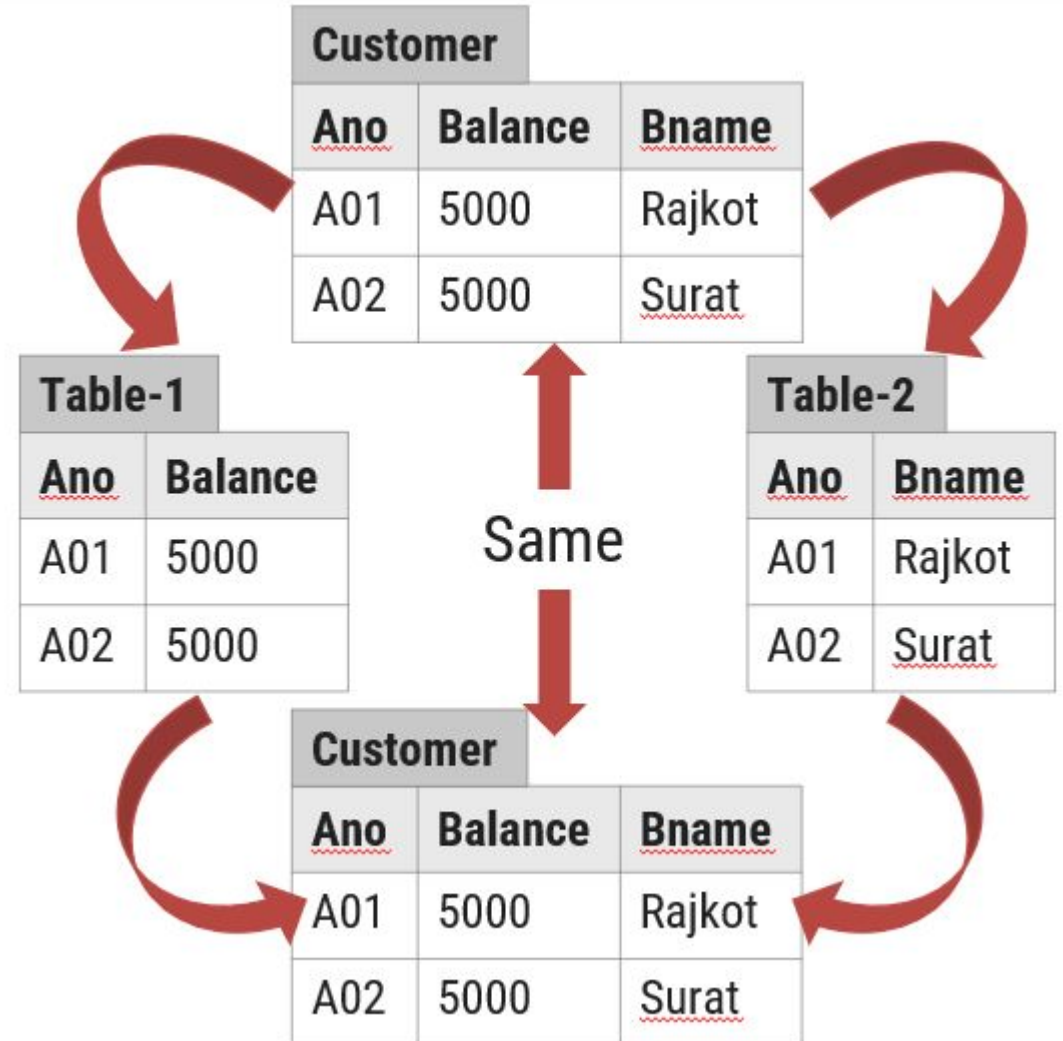 Customer
Ano Balance Bname
A01 5000 Rajkot
A02 5000 Surat
Table-1
Ano Balance
A01 5000
A02 5000
Same
Table-2
Ano Bname
A01 Rajkot
A02 Surat
Customer
Ano Balance Bname
A01 5000 Rajkot
A02 5000 Surat